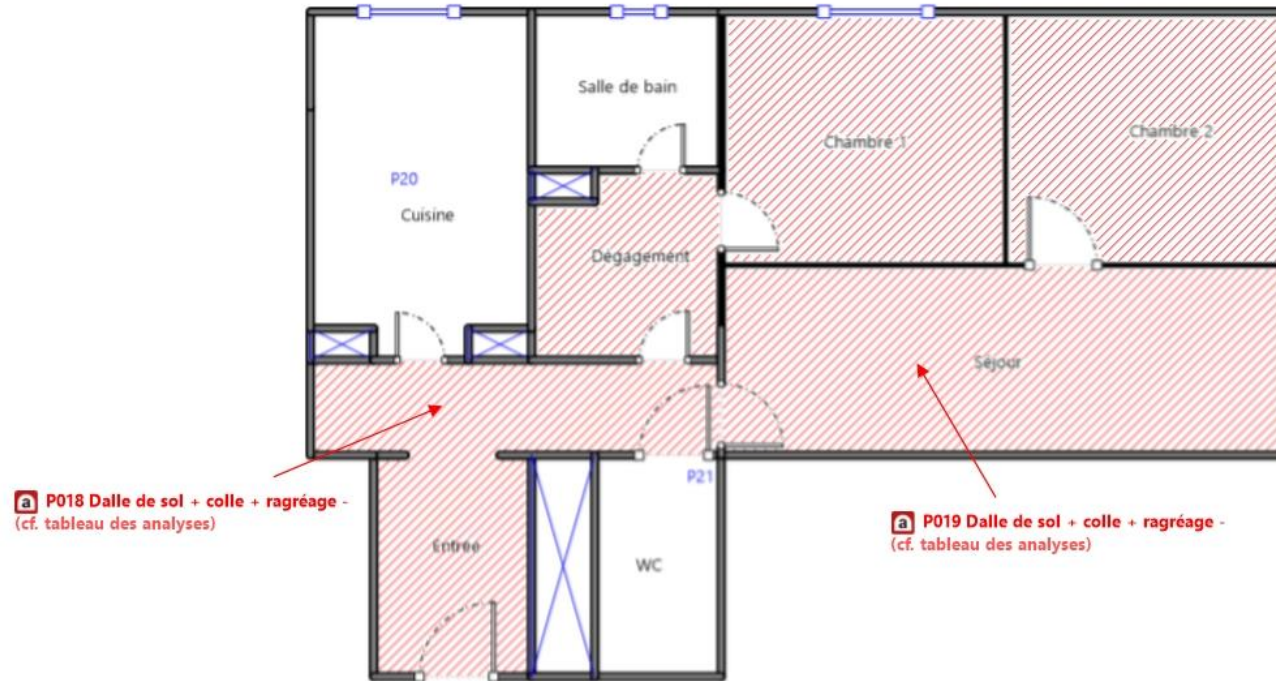 Salle de bain
Chambre 1
Chambre 2
P20
Cuisine
Dégagement
Séjour
P21
a P018 Dalle de sol + colle + ragréage -
(cf. tableau des analyses)
a P019 Dalle de sol + colle + ragréage -
(cf. tableau des analyses)
Entrée
WC